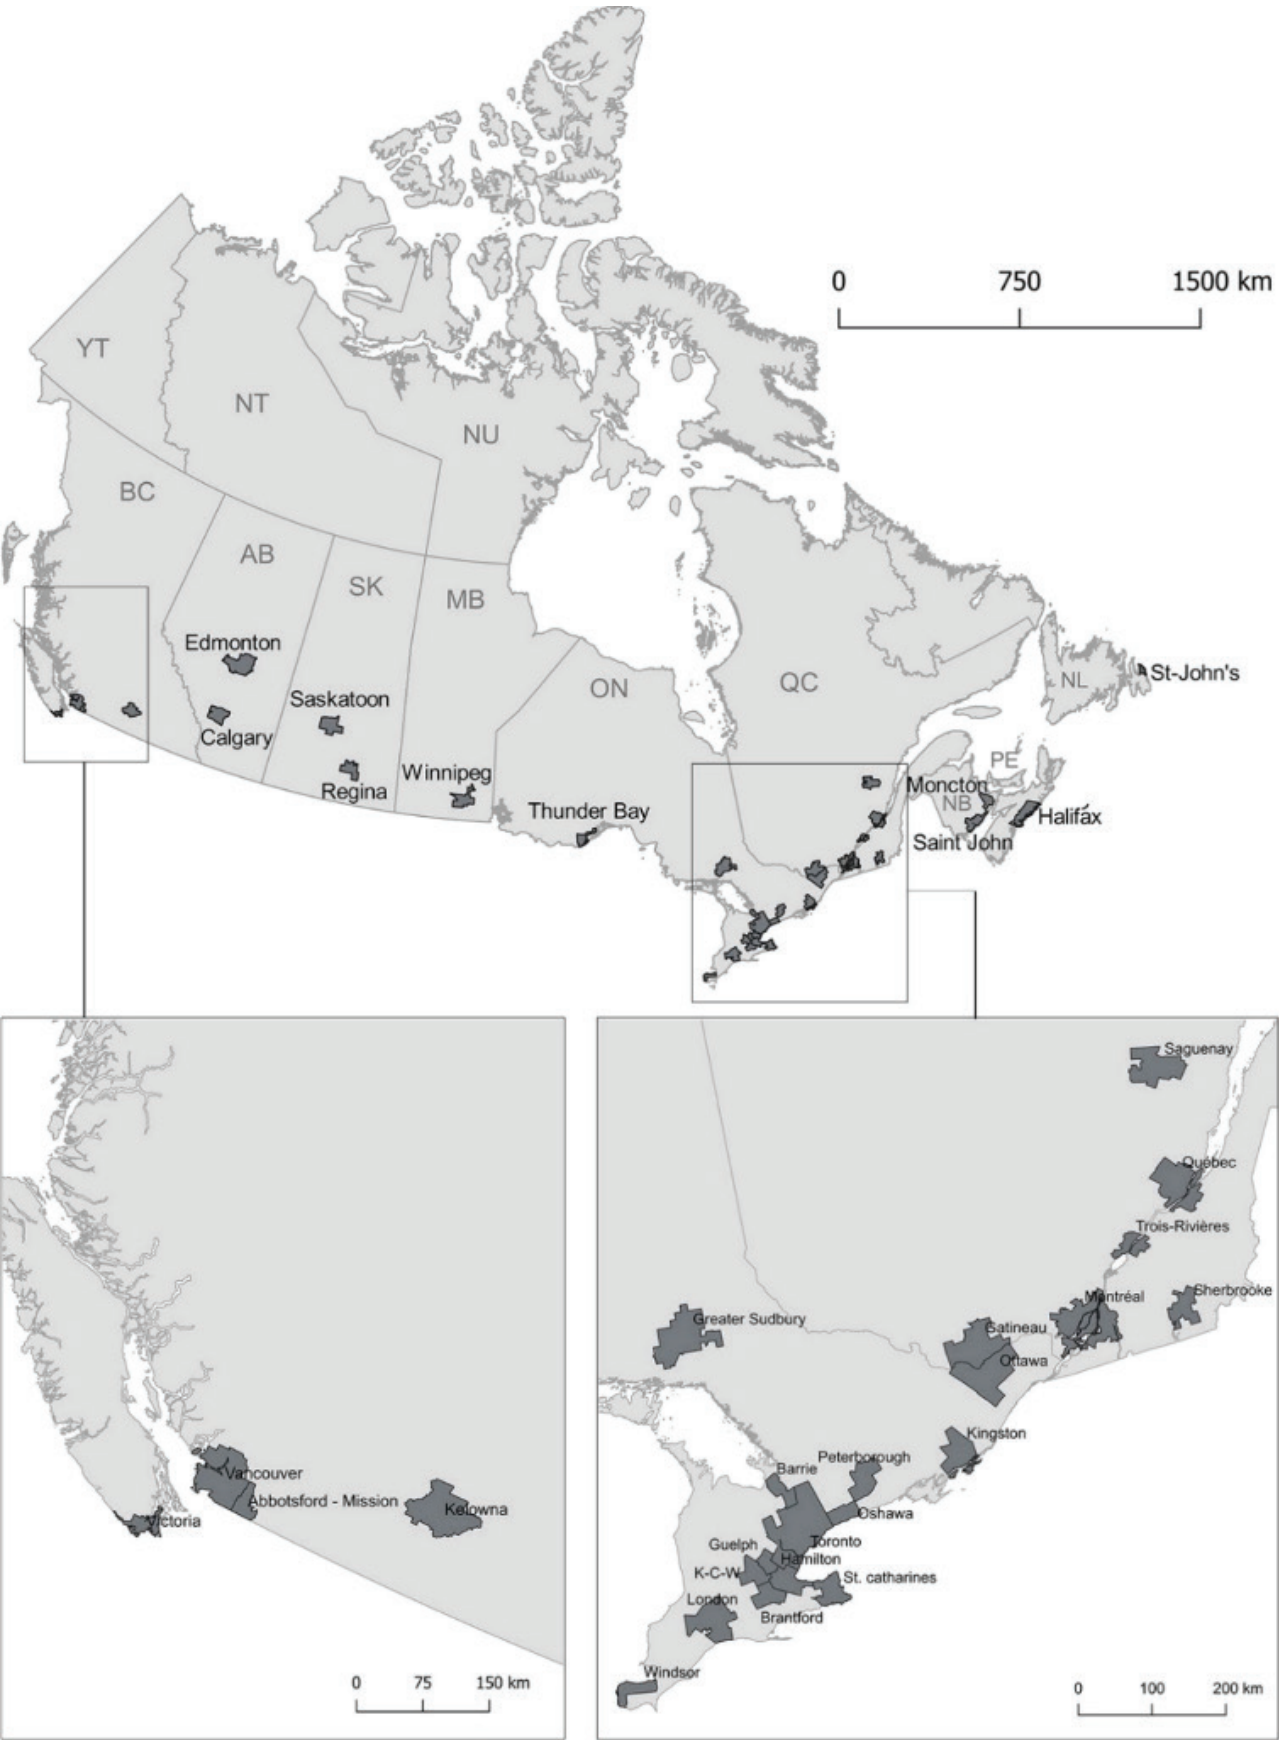 0 750 1500 km
YT
NT
NU
BC
AB
SK
MB
Edmonton
Saskatoon
Calgary
Regina
Winnipeg
Thunder Bay
ON
QC
NL
St-John's
PE
Moncton
NB
Halifax
Saint John
Vancouver
Abbotsford - Mission
Kelowna
Victoria
0 75 150 km
Saguenay
Québec
Trois-Rivières
Montréal
Sherbrooke
Greater Sudbury
Gatineau
Ottawa
Kingston
Peterborough
Barrie
Oshawa
Toronto
Guelph
Hamilton
K-C-W
St. catharines
London
Brantford
Windsor
0 100 200 km